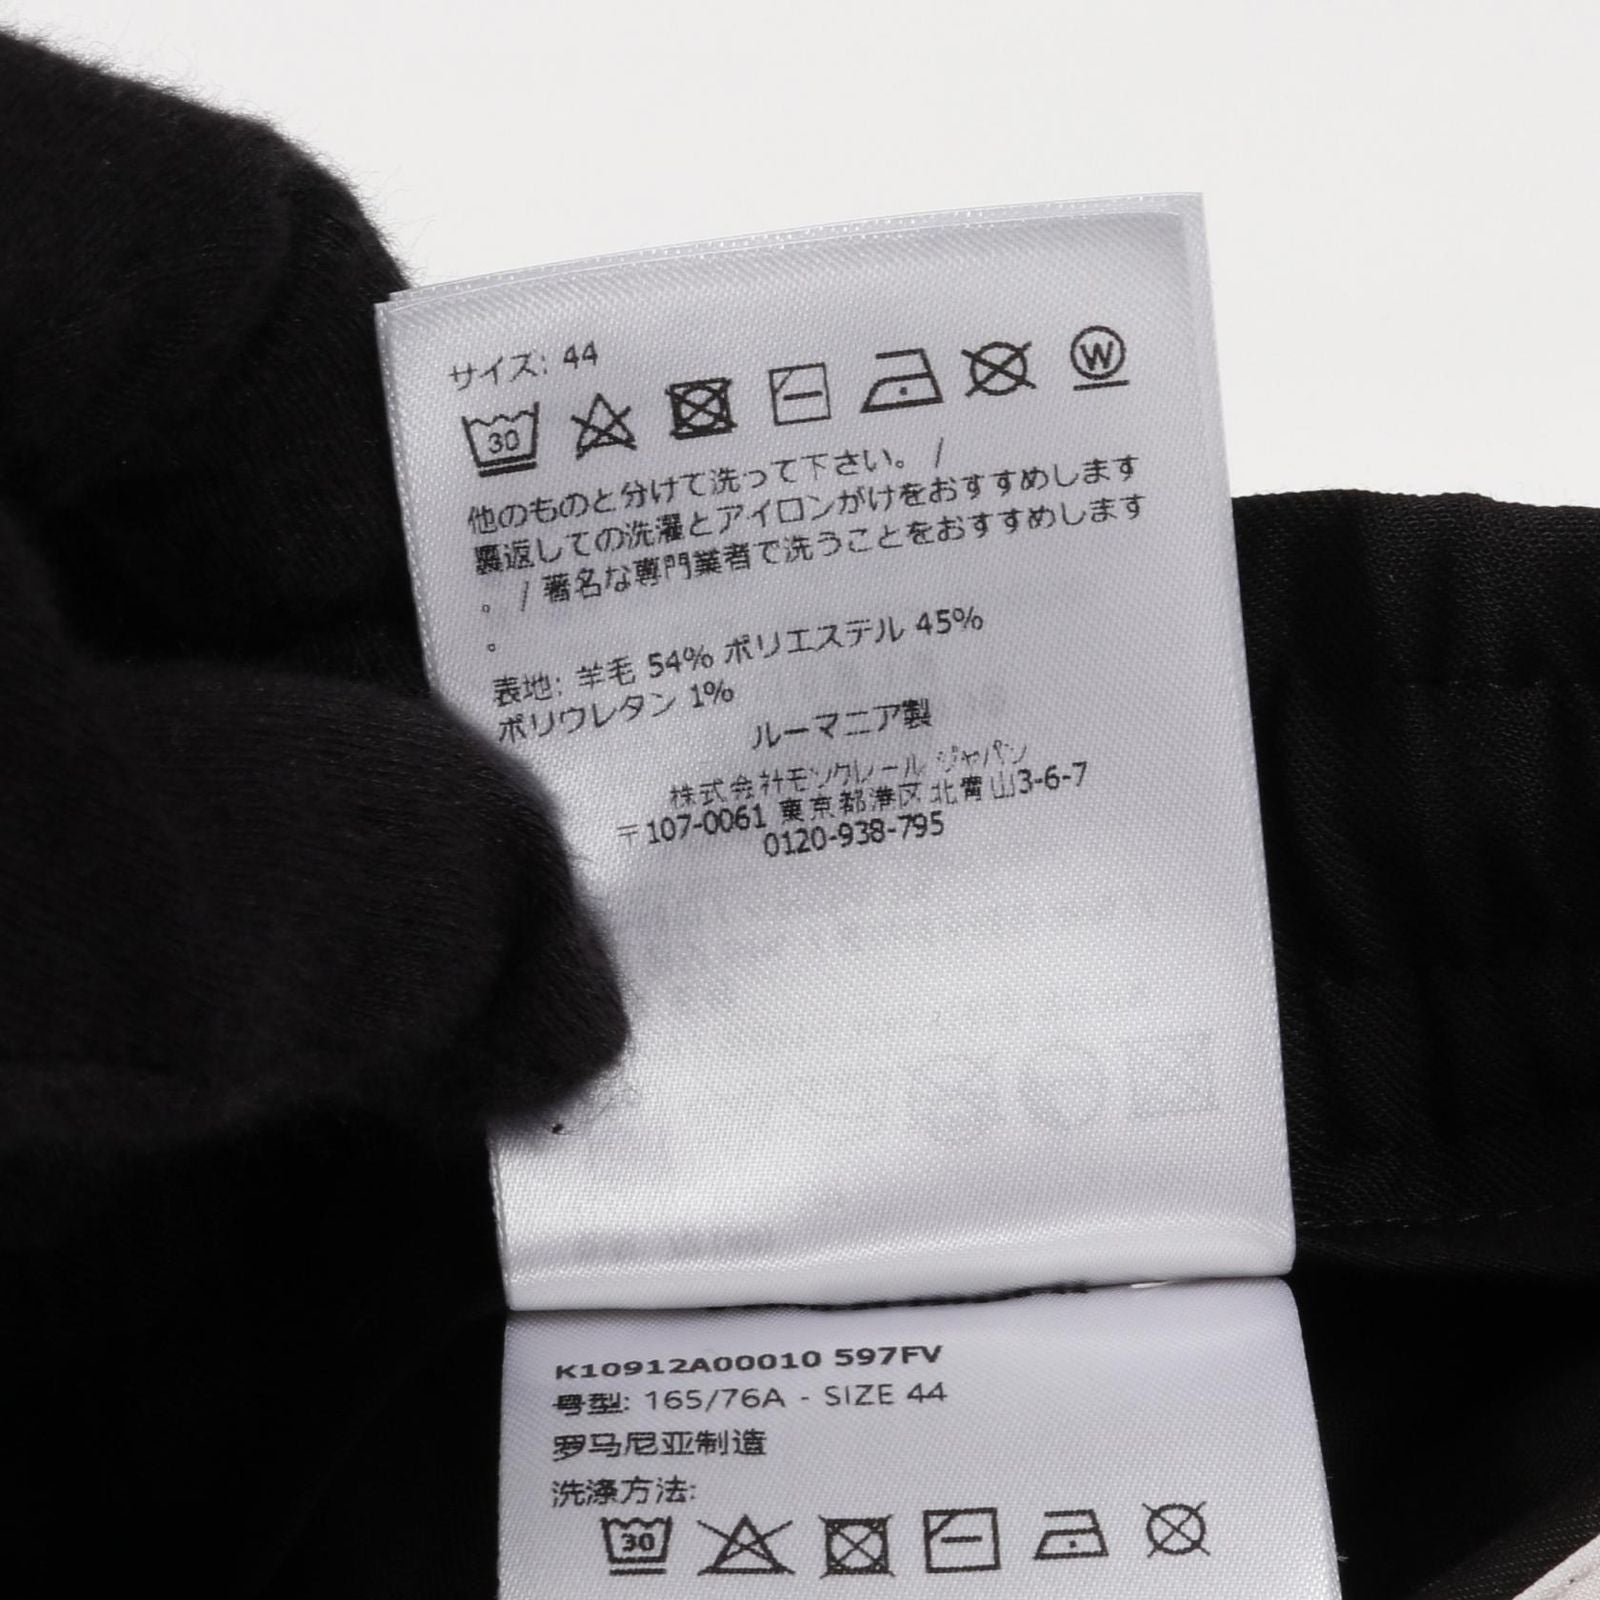 サイズ: 44
30
W
他のものと分けて洗って下さい。 /
裏返しての洗濯とアイロンがけをおすすめします
。 / 著名な専門業者で洗うことをおすすめします
。
表地: 羊毛 54% ポリエステル 45%
ポリウレタン 1%
ルーマニア製
株式会社モンクレール ジャパン
〒107-0061 東京都港区北青山3-6-7
0120-938-795
K10912A00010 597FV
号型: 165/76A - SIZE 44
罗马尼亚制造
洗涤方法:
30